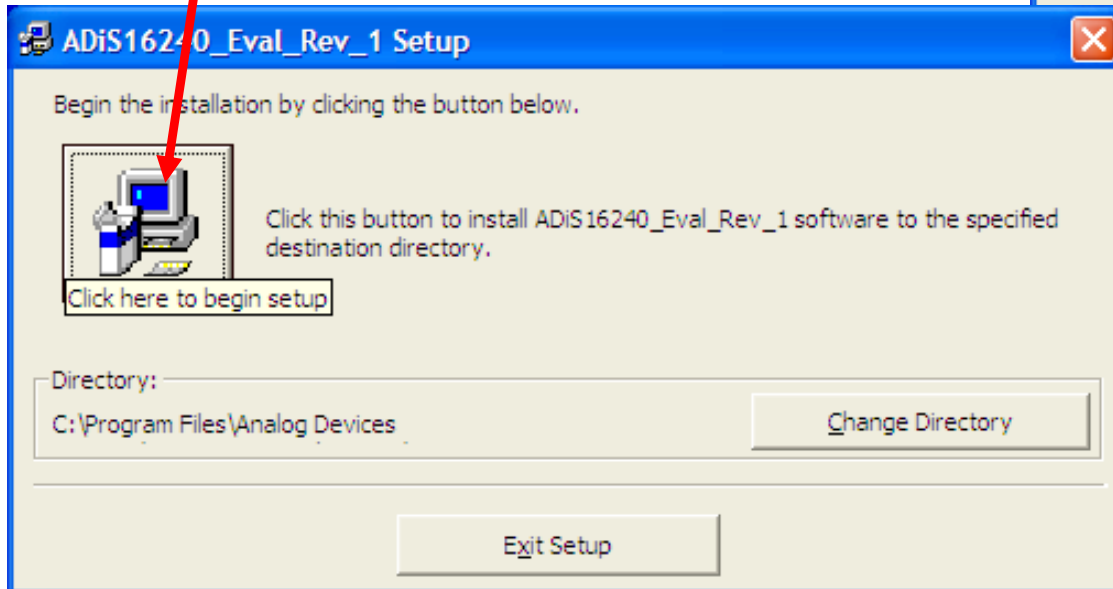 ADiS16240_Eval_Rev_1 Setup
Begin the installation by clicking the button below.
Click this button to install ADiS16240_Eval_Rev_1 software to the specified
destination directory.
Click here to begin setup
Directory:
C:\Program Files\Analog Devices
Change Directory
Exit Setup